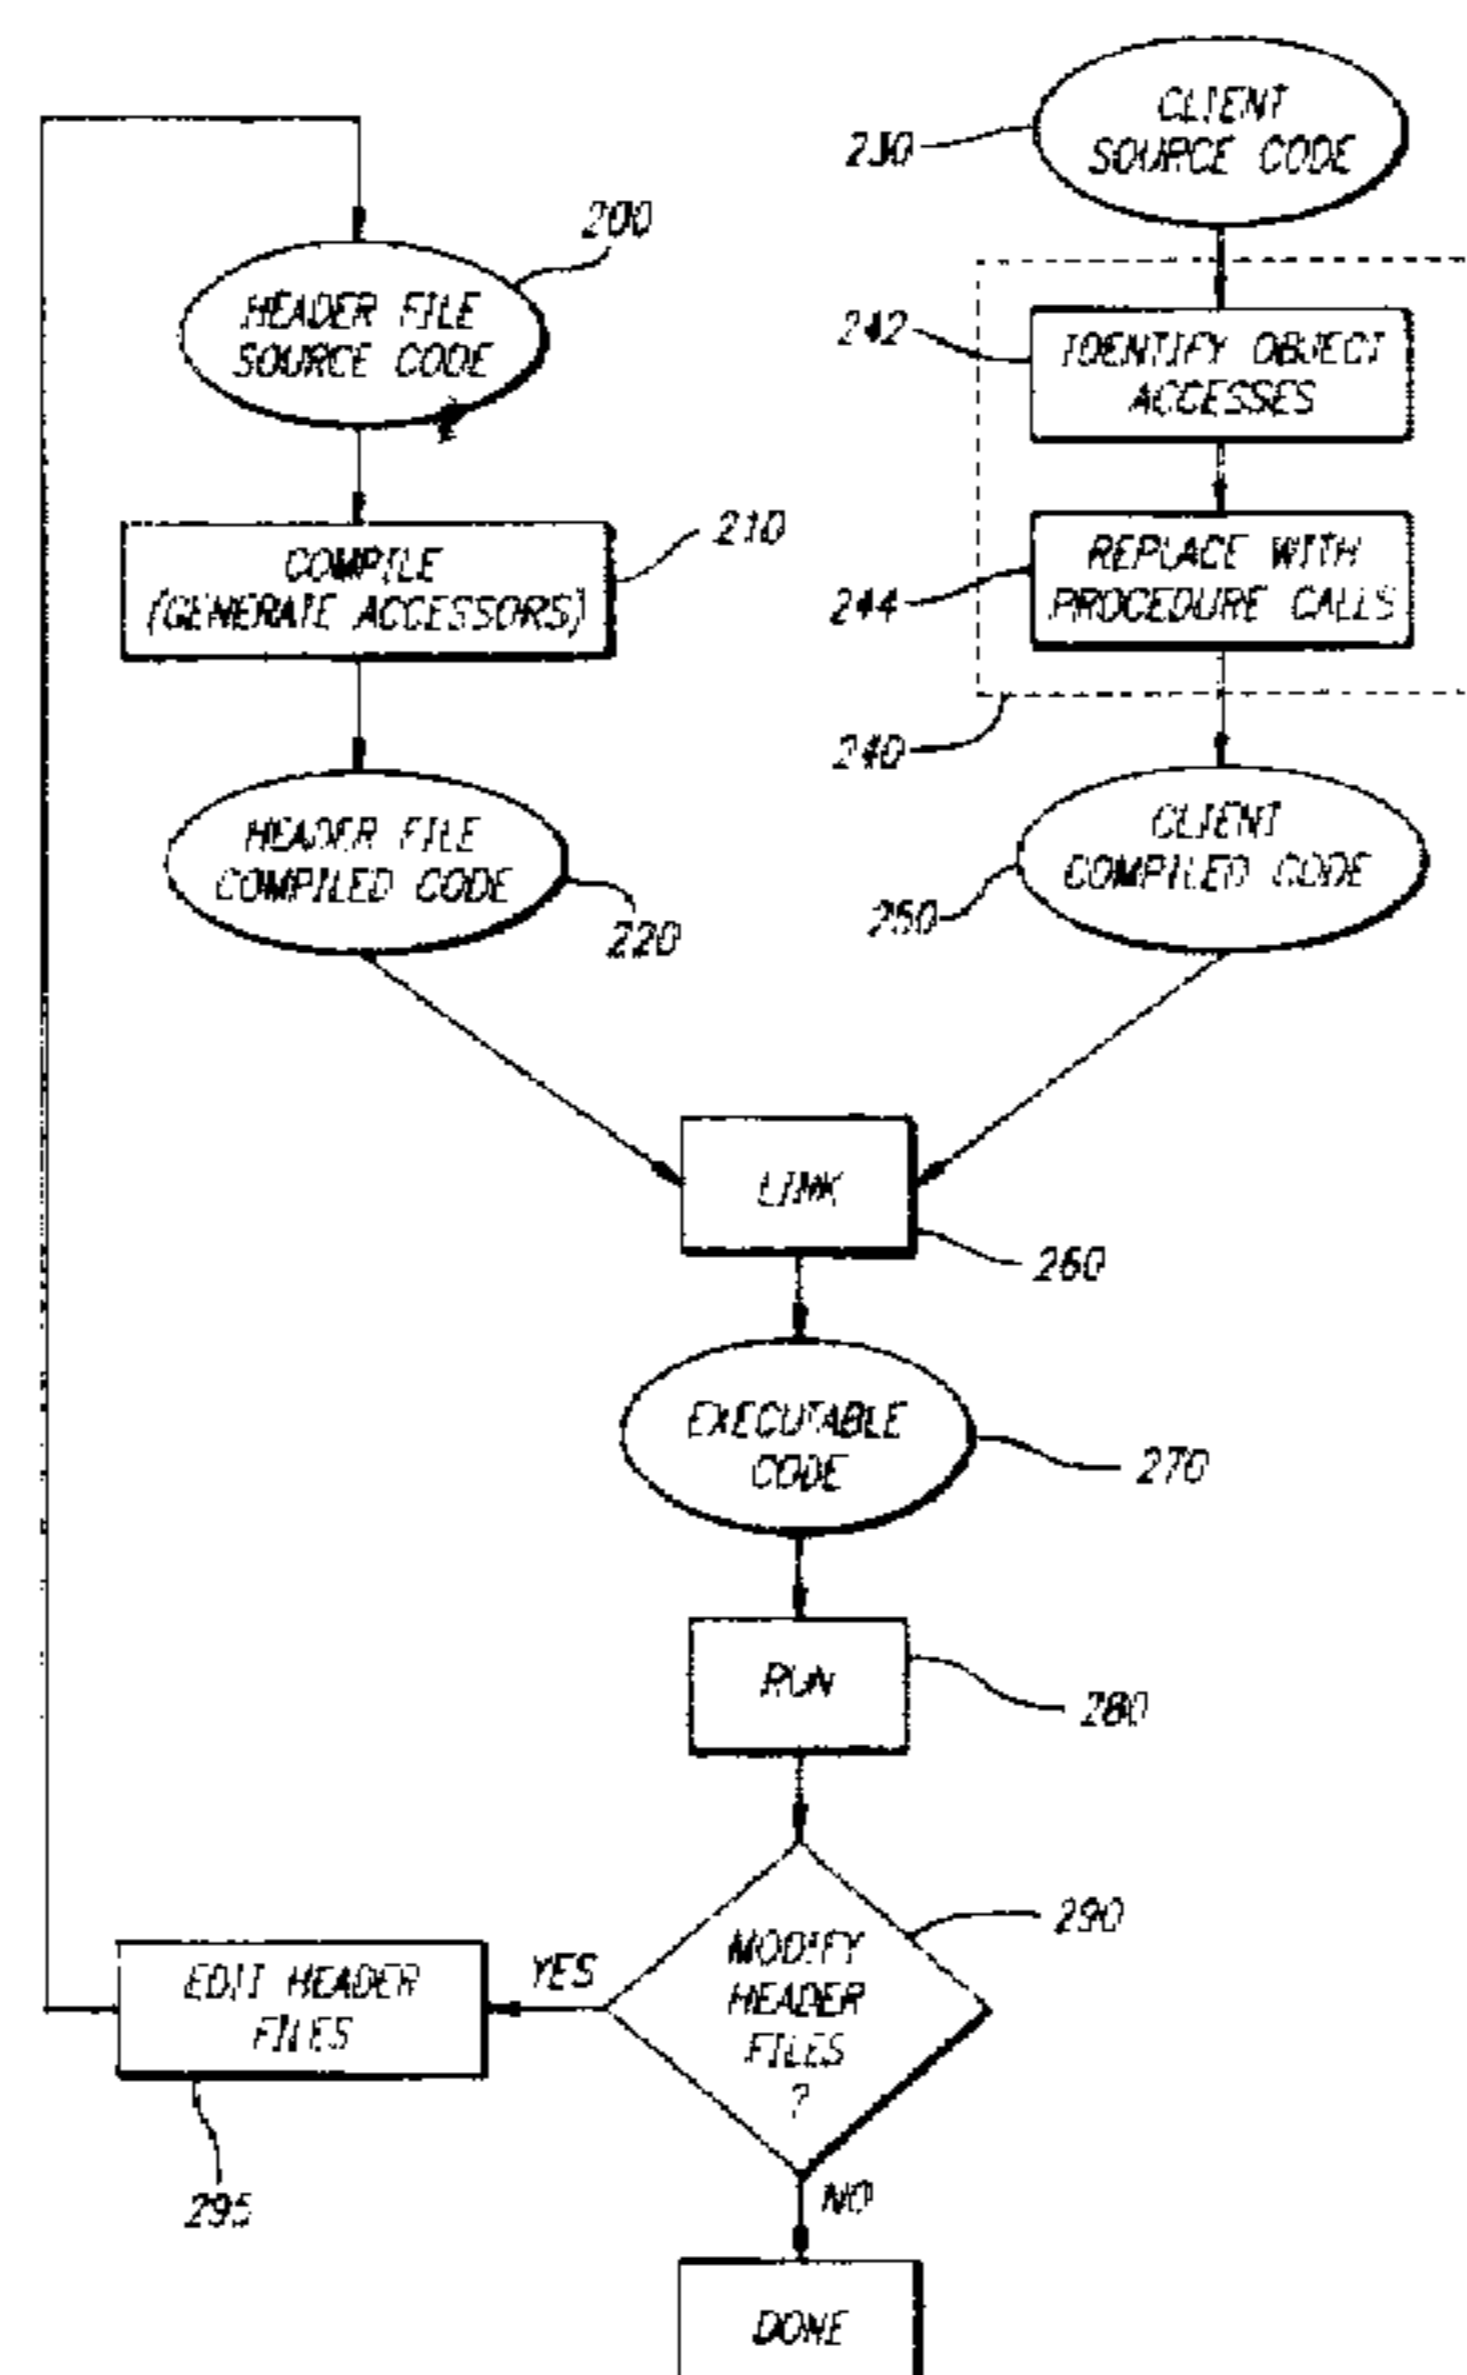 CLIENT
SOURCE CODE
230
200
HEADER FILE
SOURCE CODE
242
IDENTIFY OBJECT
ACCESSES
210
COMPILE
(GENERATE ACCESSORS)
REPLACE WITH
PROCEDURE CALLS
244
240
HEADER FILE
COMPILED CODE
220
CLIENT
COMPILED CODE
250
LINK
260
EXECUTABLE
CODE
270
RUN
280
290
MODIFY
HEADER
FILES
?
YES
EDIT HEADER
FILES
295
NO
DONE